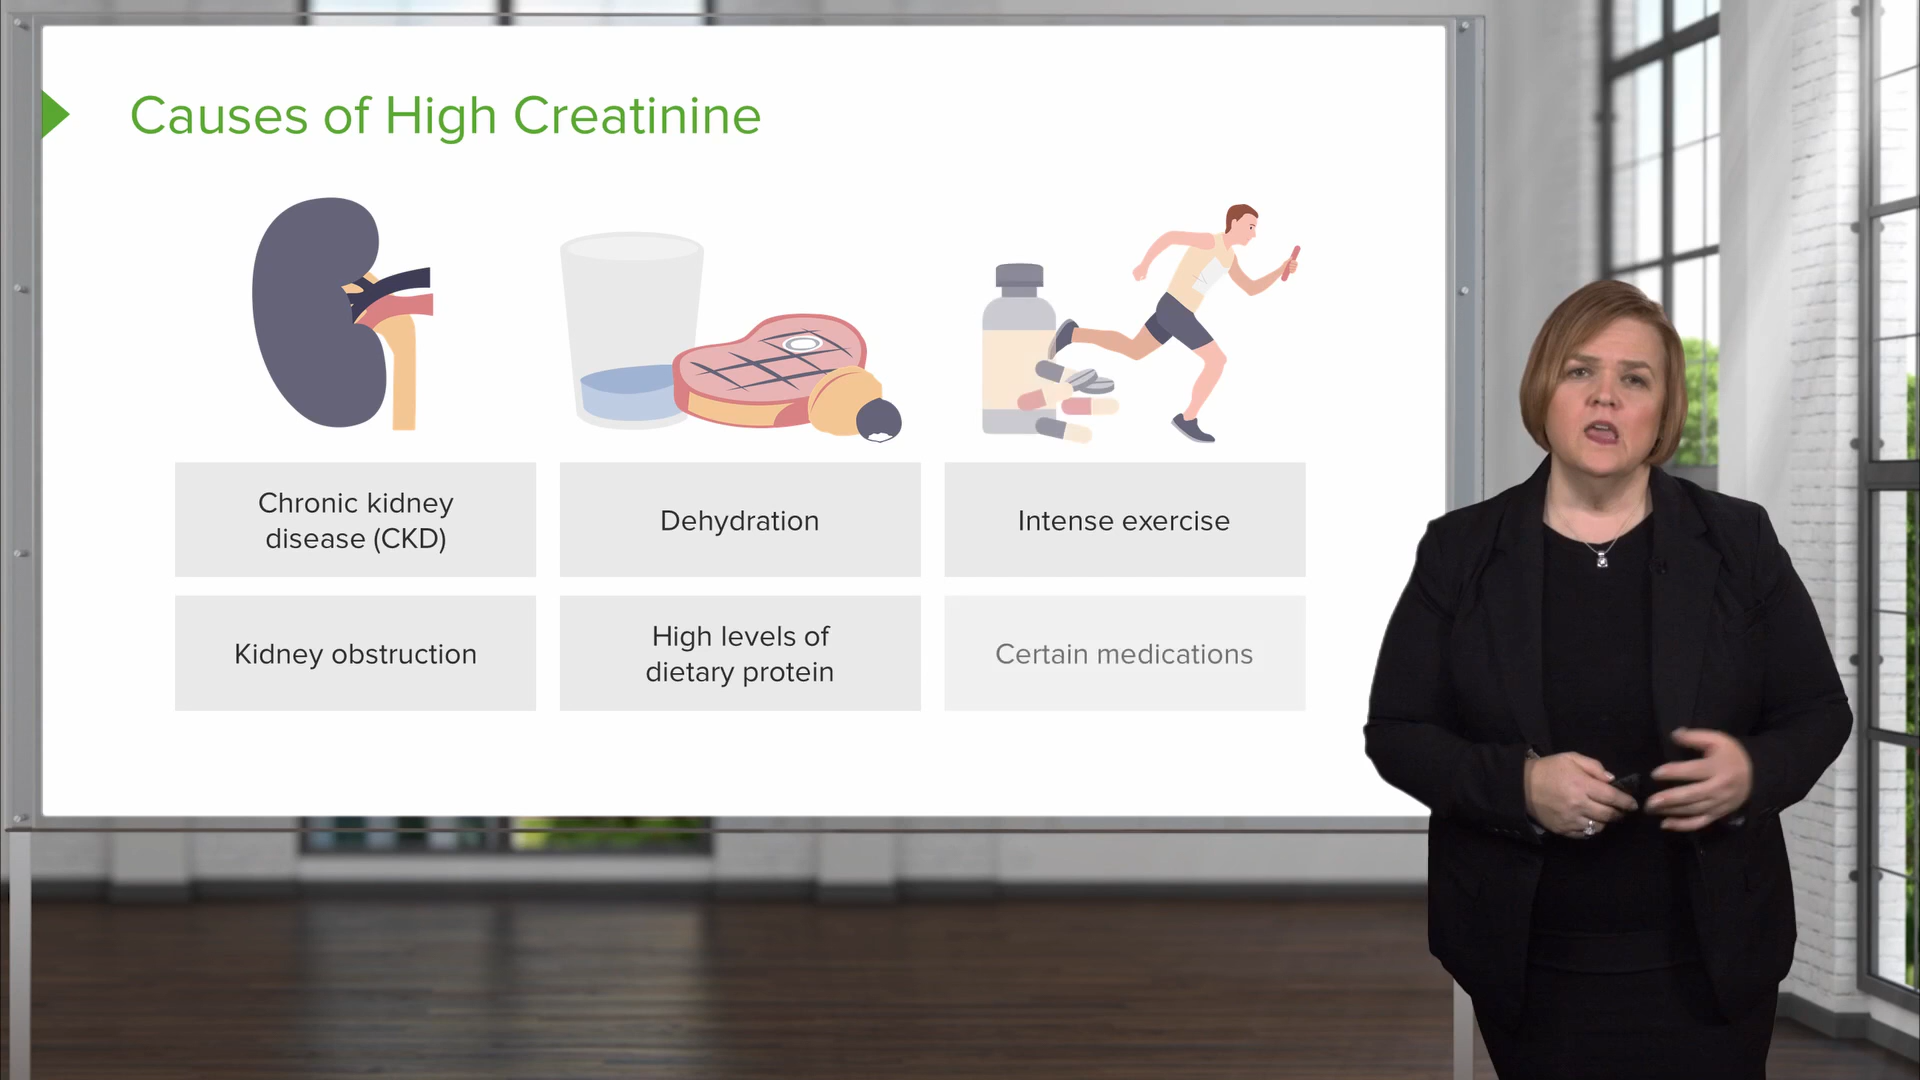 Causes of High Creatinine
Chronic kidney
disease (CKD)
Dehydration
Intense exercise
Kidney obstruction
High levels of
dietary protein
Certain medications